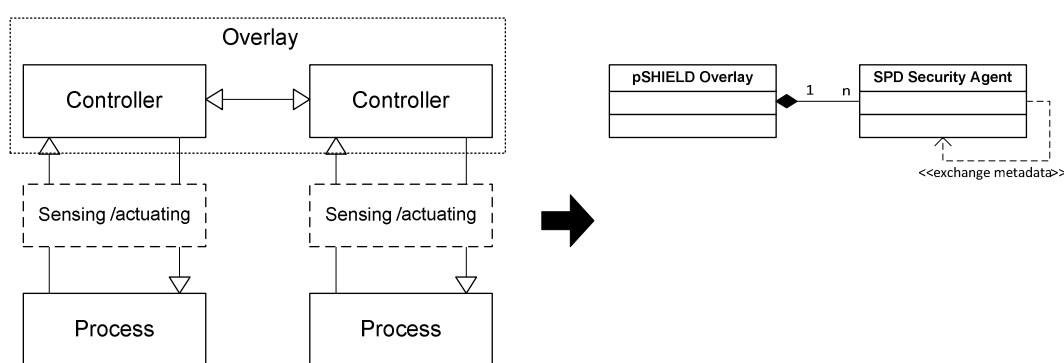 Overlay
Controller
Controller
Sensing /actuating
Sensing /actuating
Process
Process
pSHIELD Overlay
SPD Security Agent
1
n
<<exchange metadata>>